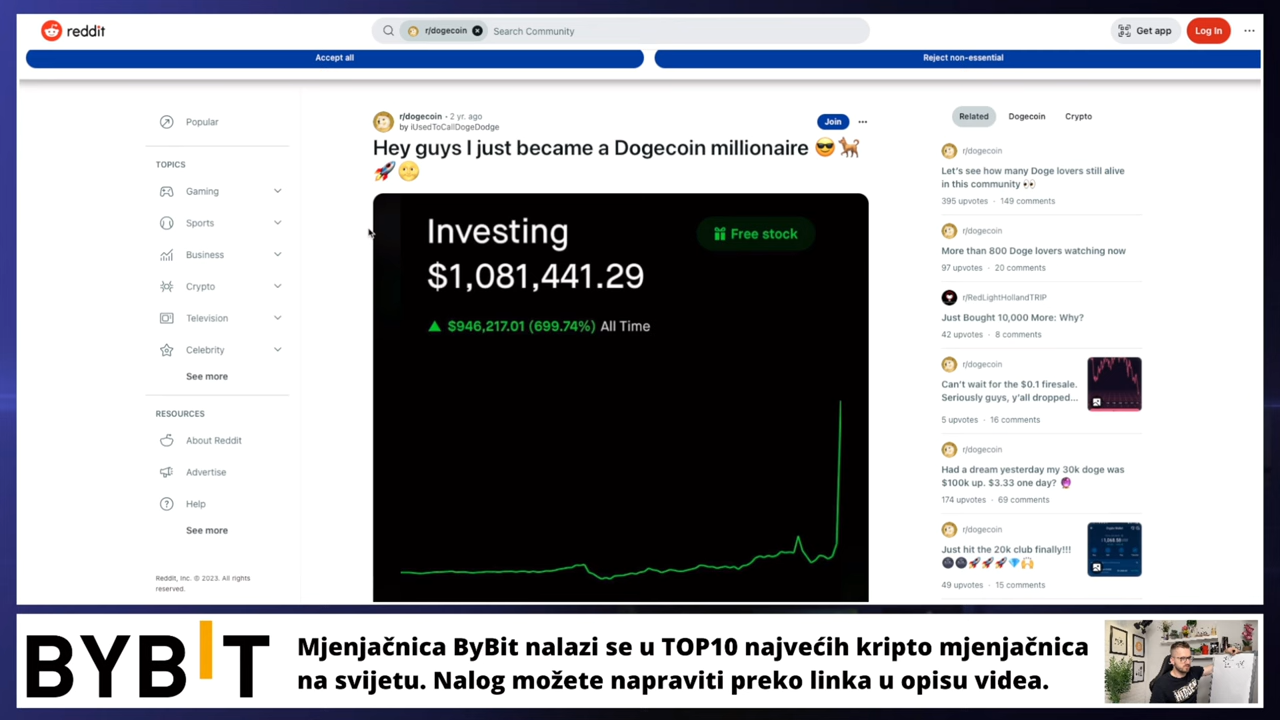 reddit
r/dogecoin
Search Community
Get app
Log In
Accept all
Reject non-essential
Popular
TOPICS
Gaming
Sports
Business
Crypto
Television
Celebrity
See more
RESOURCES
About Reddit
Advertise
Help
See more
Reddit, Inc. © 2023. All rights
reserved.
r/dogecoin · 2 yr. ago
by iUsedToCallDogeDodge
Join
Hey guys I just became a Dogecoin millionaire 😎🐕
🚀🌝
Investing
Free stock
$1,081,441.29
▲ $946,217.01 (699.74%) All Time
Related
Dogecoin
Crypto
r/dogecoin
Let's see how many Doge lovers still alive
in this community 👀
395 upvotes · 149 comments
r/dogecoin
More than 800 Doge lovers watching now
97 upvotes · 20 comments
r/RedLightHollandTRIP
Just Bought 10,000 More: Why?
42 upvotes · 8 comments
r/dogecoin
Can't wait for the $0.1 firesale.
Seriously guys, y'all dropped...
5 upvotes · 16 comments
r/dogecoin
Had a dream yesterday my 30k doge was
$100k up. $3.33 one day? 🔮
174 upvotes · 69 comments
r/dogecoin
Just hit the 20k club finally!!!
🌚🌚🚀🚀🚀💎🙌
49 upvotes · 15 comments
BYBIT
Mjenjačnica ByBit nalazi se u TOP10 najvećih kripto mjenjačnica
na svijetu. Nalog možete napraviti preko linka u opisu videa.